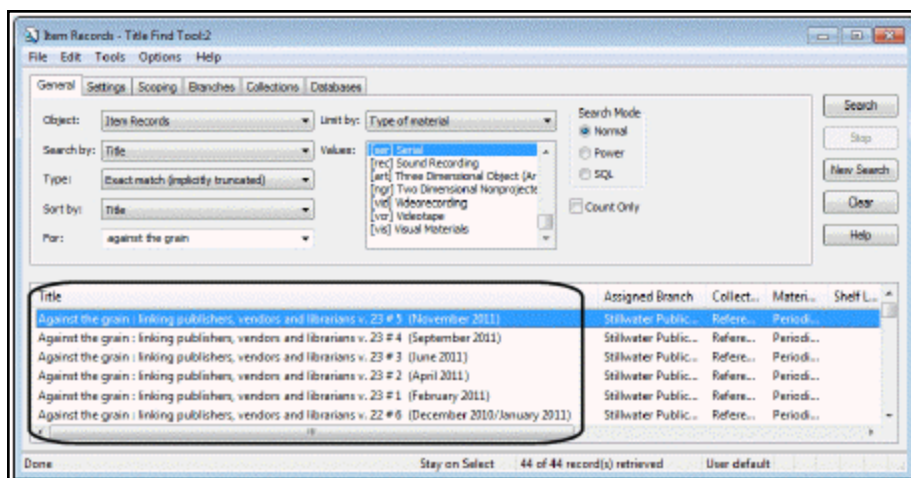 Item Records - Title Find Tool:2
File Edit Tools Options Help
General Settings Scoping Branches Collections Databases
Object: Item Records Limit by: Type of material Search Mode Search
Normal
Search by: Title Values: [ser] Serial Power Stop
[rec] Sound Recording
Type: Exact match (implicitly truncated) [art] Three Dimensional Object (Ar SQL New Search
[ngr] Two Dimensional Nonprojecte
Sort by: Title [vid] Videorecording Count Only Clear
[vcr] Videotape
For: against the grain [vis] Visual Materials Help
Title Assigned Branch Collect... Materi... Shelf L...
Against the grain : linking publishers, vendors and librarians v. 23 # 5 (November 2011) Stillwater Public... Refere... Periodi...
Against the grain : linking publishers, vendors and librarians v. 23 # 4 (September 2011) Stillwater Public... Refere... Periodi...
Against the grain : linking publishers, vendors and librarians v. 23 # 3 (June 2011) Stillwater Public... Refere... Periodi...
Against the grain : linking publishers, vendors and librarians v. 23 # 2 (April 2011) Stillwater Public... Refere... Periodi...
Against the grain : linking publishers, vendors and librarians v. 23 # 1 (February 2011) Stillwater Public... Refere... Periodi...
Against the grain : linking publishers, vendors and librarians v. 22 # 6 (December 2010/January 2011) Stillwater Public... Refere... Periodi...
Done Stay on Select 44 of 44 record(s) retrieved User default